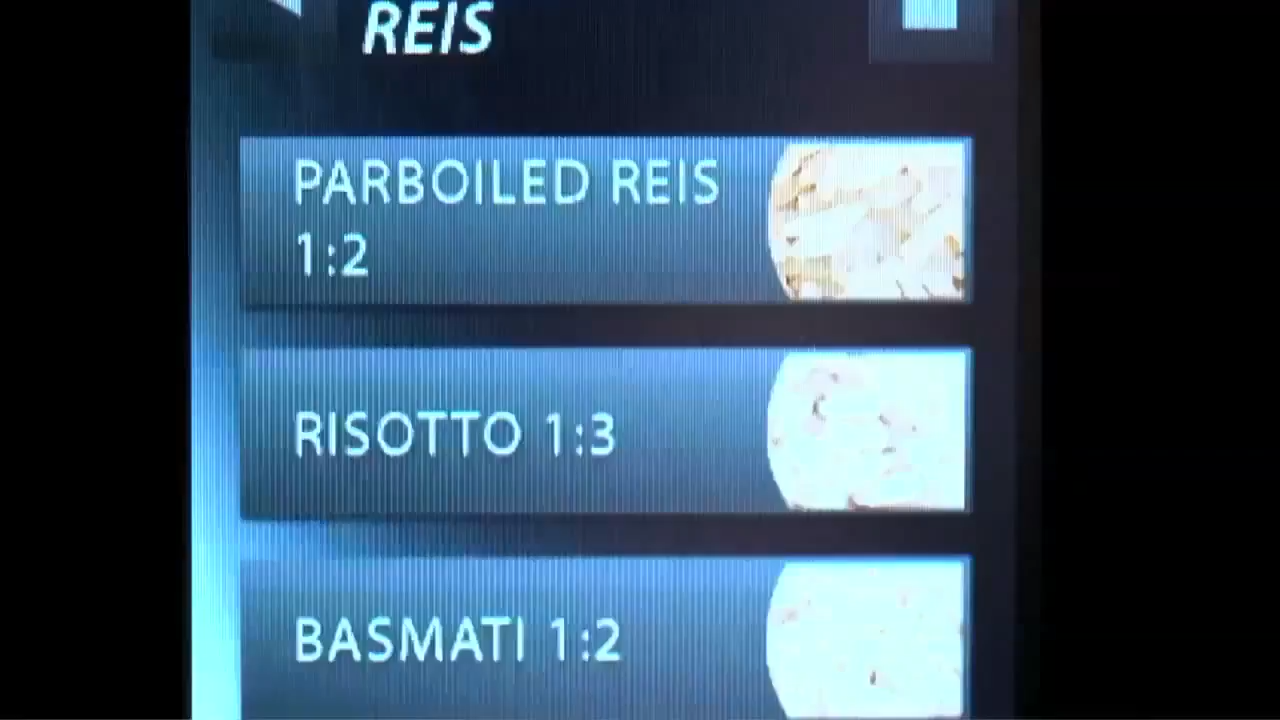 REIS
PARBOILED REIS
1:2
RISOTTO 1:3
BASMATI 1:2